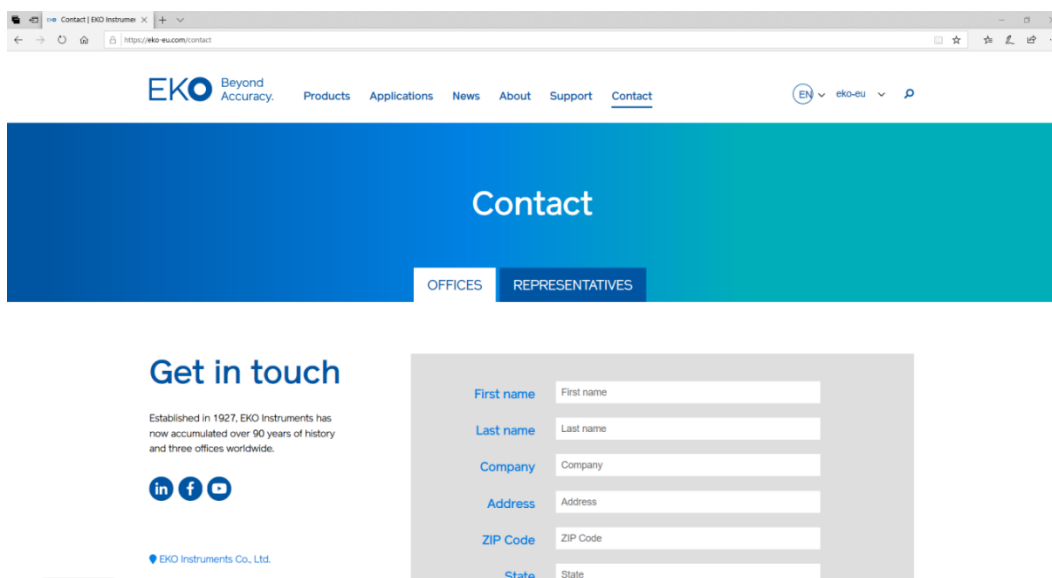 Contact | EKO Instrumen
https://eko-eu.com/contact
EKO Beyond Accuracy.
Products Applications News About Support Contact
EN eko-eu
Contact
OFFICES REPRESENTATIVES
Get in touch
Established in 1927, EKO Instruments has
now accumulated over 90 years of history
and three offices worldwide.
in f
EKO Instruments Co., Ltd.
First name First name
Last name Last name
Company Company
Address Address
ZIP Code ZIP Code
State State